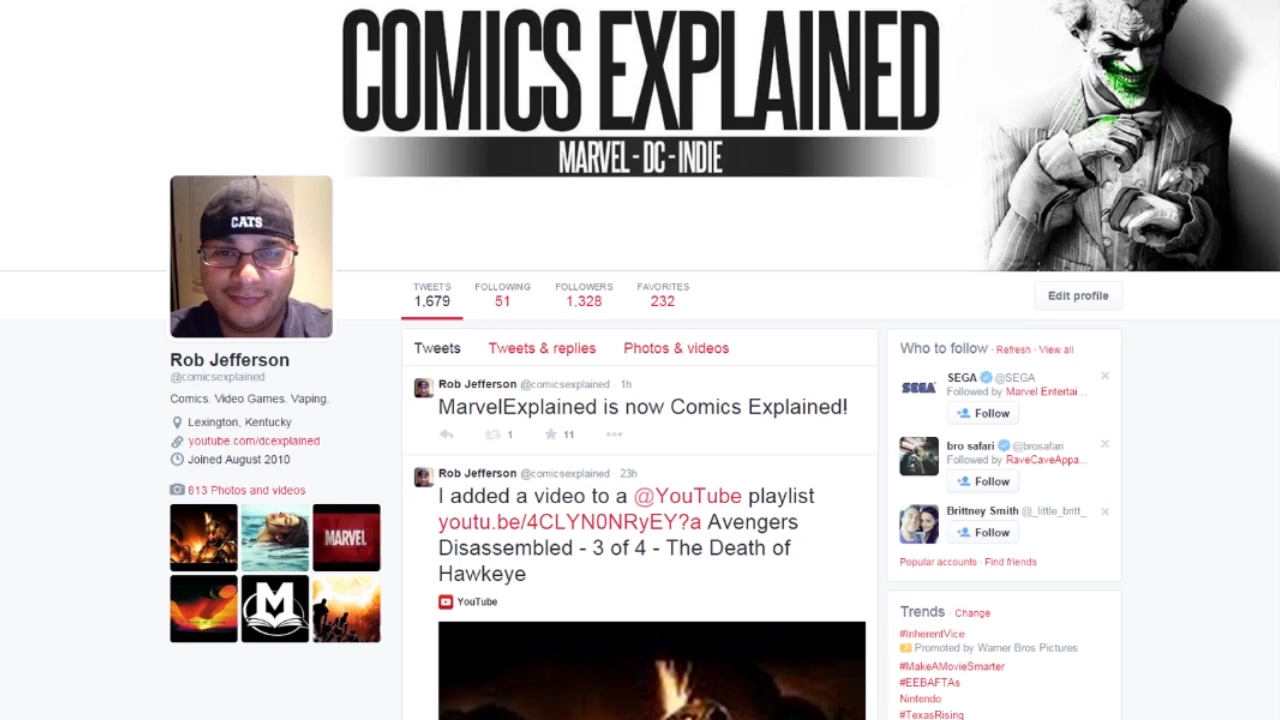 COMICS EXPLAINED
MARVEL - DC - INDIE
CATS
TWEETS FOLLOWING FOLLOWERS FAVORITES
1,679 51 1,328 232
Edit profile
Rob Jefferson
@comicsexplained
Comics. Video Games. Vaping.
Lexington, Kentucky
youtube.com/dcexplained
Joined August 2010
813 Photos and videos
MARVEL
M
Tweets Tweets & replies Photos & videos
Rob Jefferson @comicsexplained · 1h
MarvelExplained is now Comics Explained!
1 11
Rob Jefferson @comicsexplained · 23h
I added a video to a @YouTube playlist
youtu.be/4CLYN0NRyEY?a Avengers
Disassembled - 3 of 4 - The Death of
Hawkeye
YouTube
Who to follow · Refresh · View all
SEGA
SEGA @SEGA
Followed by Marvel Entertai...
Follow
bro safari @brosafari
Followed by RaveCaveAppa...
Follow
Brittney Smith @_little_britt_
Follow
Popular accounts · Find friends
Trends · Change
#InherentVice
Promoted by Warner Bros Pictures
#MakeAMovieSmarter
#EEBAFTAs
Nintendo
#TexasRising